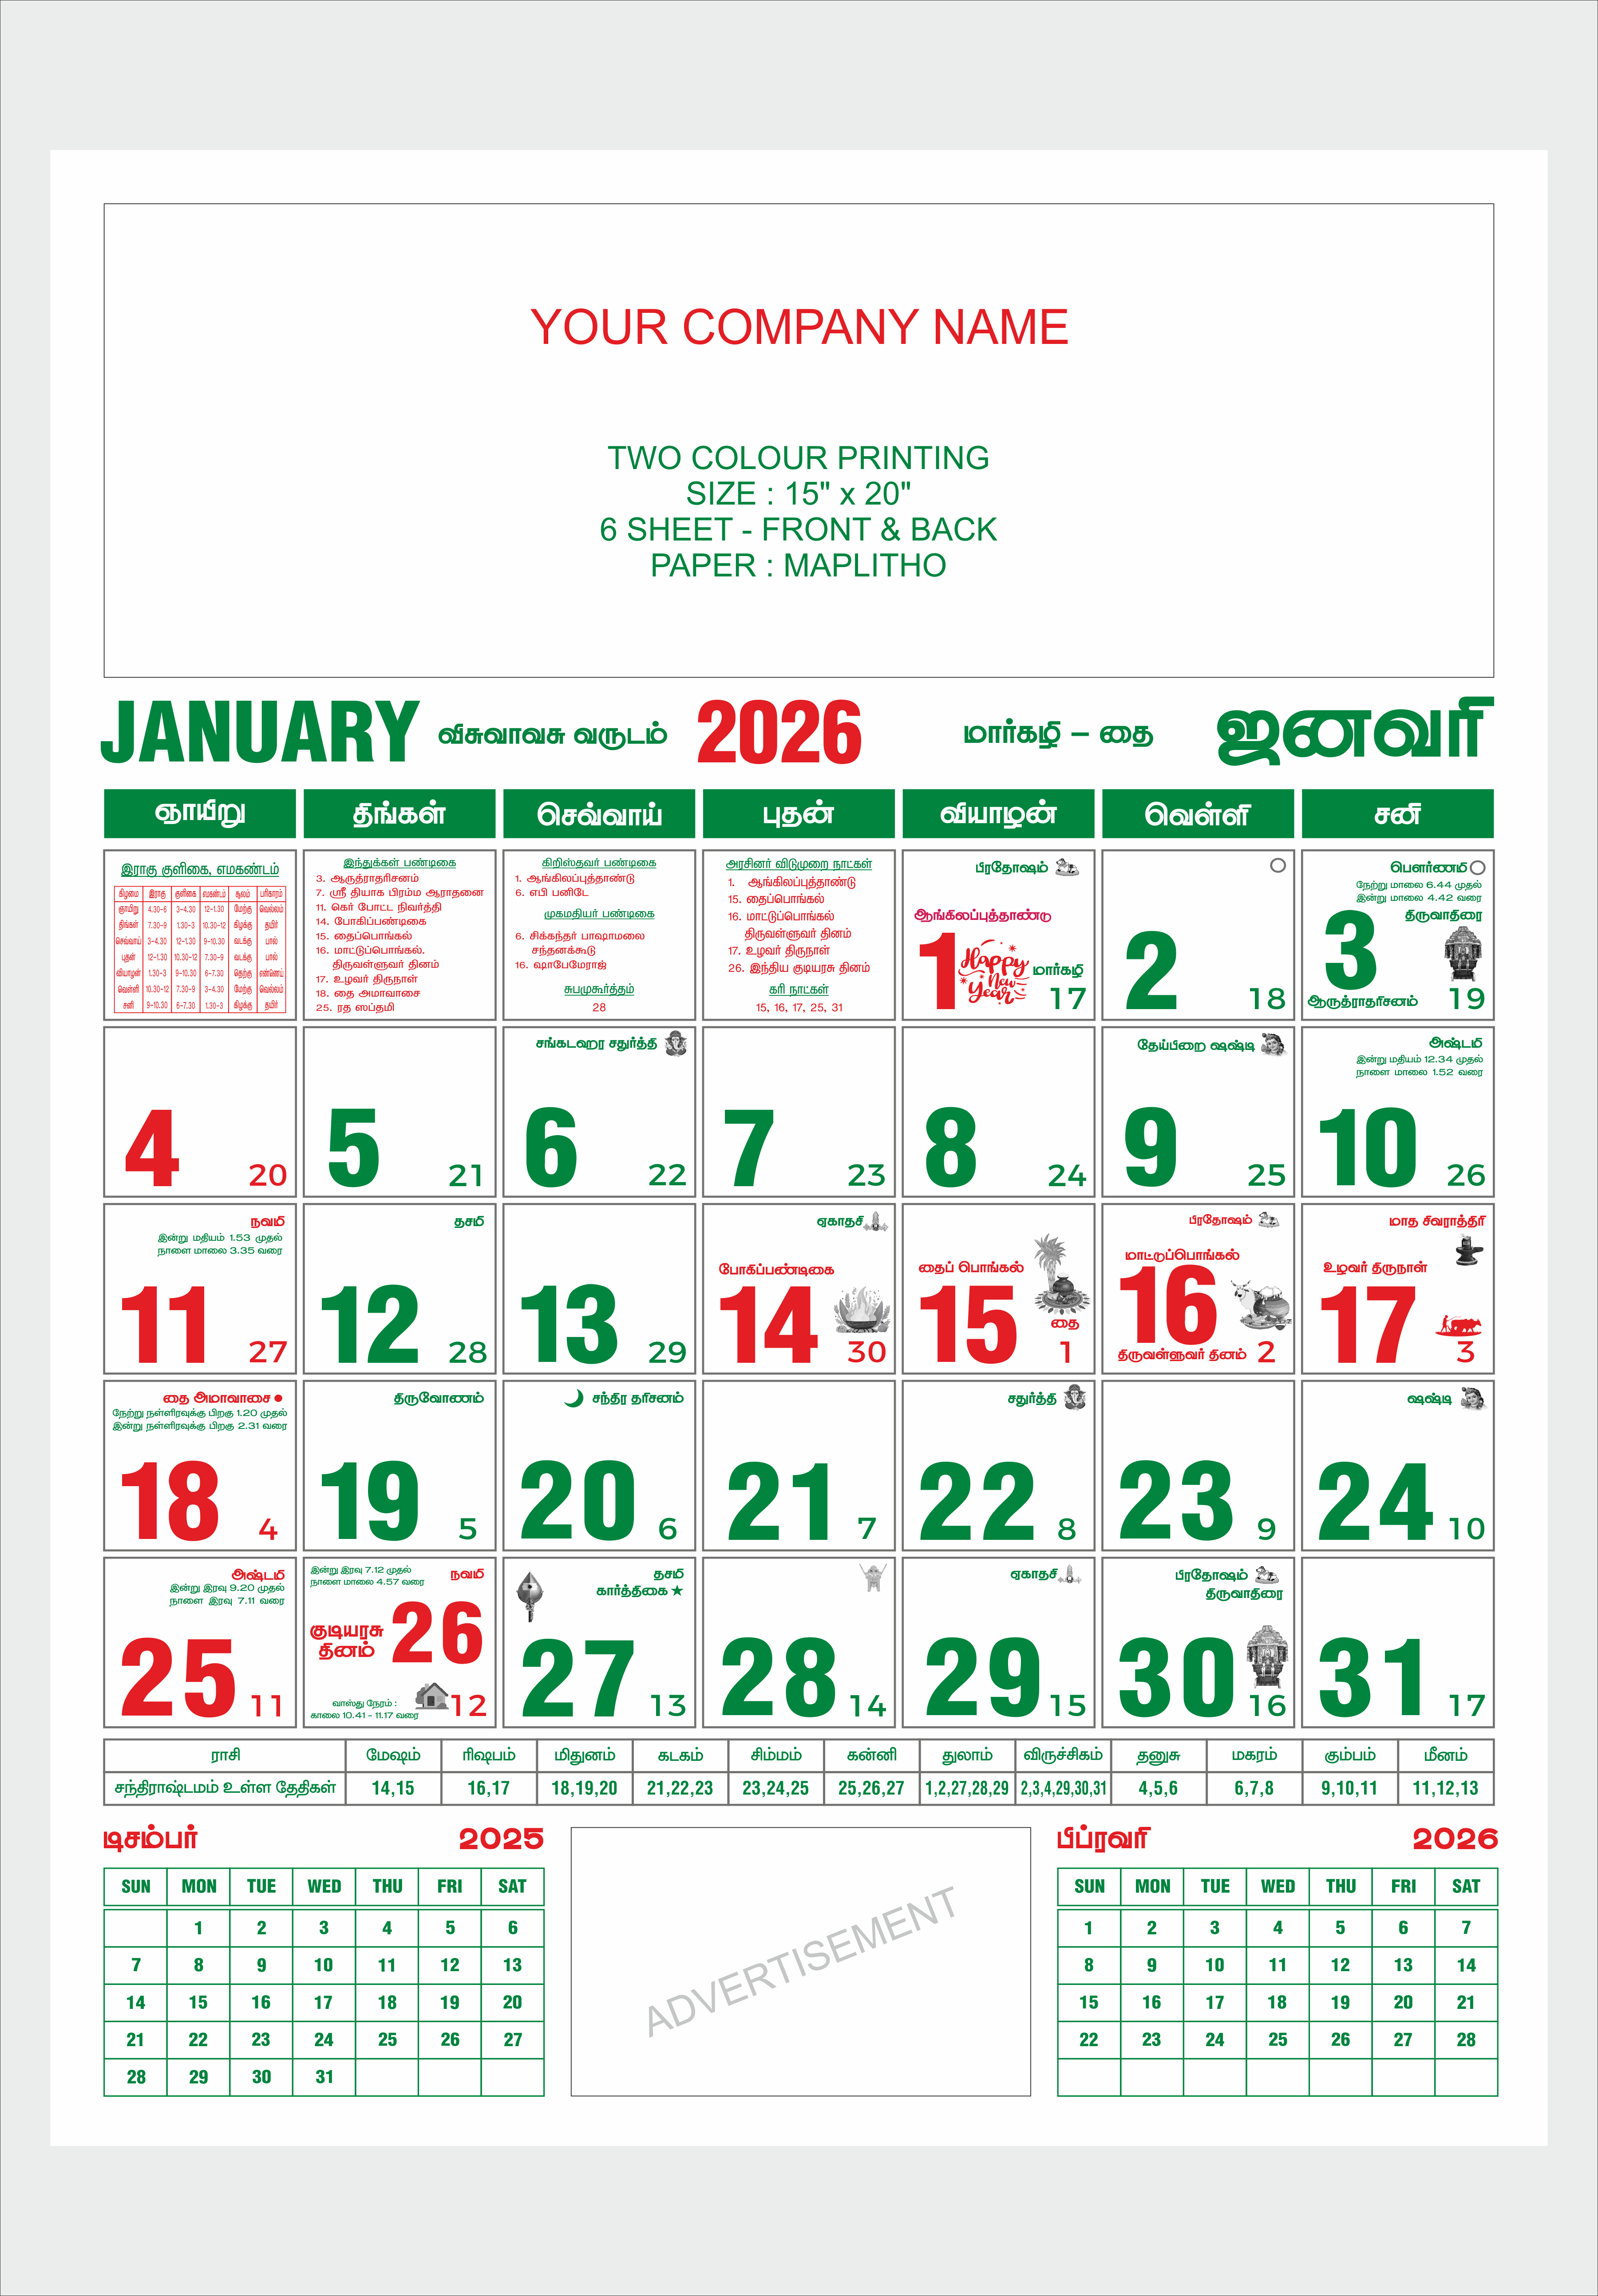 YOUR COMPANY NAME
TWO COLOUR PRINTING
SIZE : 15" x 20"
6 SHEET - FRONT & BACK
PAPER : MAPLITHO
JANUARY விசுவாவசு வருடம் 2026 மார்கழி – தை ஜனவரி
ஞாயிறு திங்கள் செவ்வாய் புதன் வியாழன் வெள்ளி சனி
இராகு குளிகை, எமகண்டம்
கிழமை இராகு குளிகை எமகண்டம் சூலம் பரிகாரம்
ஞாயிறு 4.30-6 3-4.30 12-1.30 மேற்கு வெல்லம்
திங்கள் 7.30-9 1.30-3 10.30-12 கிழக்கு தயிர்
செவ்வாய் 3-4.30 12-1.30 9-10.30 வடக்கு பால்
புதன் 12-1.30 10.30-12 7.30-9 வடக்கு பால்
வியாழன் 1.30-3 9-10.30 6-7.30 தெற்கு எண்ணெய்
வெள்ளி 10.30-12 7.30-9 3-4.30 மேற்கு வெல்லம்
சனி 9-10.30 6-7.30 1.30-3 கிழக்கு தயிர்
இந்துக்கள் பண்டிகை
3. ஆருத்ராதரிசனம்
7. ஸ்ரீ தியாக பிரம்ம ஆராதனை
11. கெர் போட்ட நிவர்த்தி
14. போகிப்பண்டிகை
15. தைப்பொங்கல்
16. மாட்டுப்பொங்கல்.
திருவள்ளுவர் தினம்
17. உழவர் திருநாள்
18. தை அமாவாசை
25. ரத ஸப்தமி
கிறிஸ்தவர் பண்டிகை
1. ஆங்கிலப்புத்தாண்டு
6. எபி பனிடே
முகமதியர் பண்டிகை
6. சிக்கந்தர் பாஷாமலை
சந்தனக்கூடு
16. ஷாபேமேராஜ்
சுபமுகூர்த்தம்
28
அரசினர் விடுமுறை நாட்கள்
1. ஆங்கிலப்புத்தாண்டு
15. தைப்பொங்கல்
16. மாட்டுப்பொங்கல்
திருவள்ளுவர் தினம்
17. உழவர் திருநாள்
26. இந்திய குடியரசு தினம்
கரி நாட்கள்
15, 16, 17, 25, 31
பிரதோஷம்
ஆங்கிலப்புத்தாண்டு
1 Happy New Year மார்கழி
17
2 18
பௌர்ணமி
நேற்று மாலை 6.44 முதல்
இன்று மாலை 4.42 வரை
திருவாதிரை
3
ஆருத்ராதரிசனம் 19
4 20
5 21
சங்கடஹர சதுர்த்தி
6 22
7 23
8 24
தேய்பிறை ஷஷ்டி
9 25
அஷ்டமி
இன்று மதியம் 12.34 முதல்
நாளை மாலை 1.52 வரை
10 26
நவமி
இன்று மதியம் 1.53 முதல்
நாளை மாலை 3.35 வரை
11 27
தசமி
12 28
13 29
ஏகாதசி
போகிப்பண்டிகை
14 30
தைப் பொங்கல்
15 தை
1
பிரதோஷம்
மாட்டுப்பொங்கல்
16
திருவள்ளுவர் தினம் 2
மாத சிவராத்திரி
உழவர் திருநாள்
17 3
தை அமாவாசை
நேற்று நள்ளிரவுக்கு பிறகு 1.20 முதல்
இன்று நள்ளிரவுக்கு பிறகு 2.31 வரை
18 4
திருவோணம்
19 5
சந்திர தரிசனம்
20 6
21 7
சதுர்த்தி
22 8
23 9
ஷஷ்டி
24 10
அஷ்டமி
இன்று இரவு 9.20 முதல்
நாளை இரவு 7.11 வரை
25 11
இன்று இரவு 7.12 முதல் நவமி
நாளை மாலை 4.57 வரை
குடியரசு
தினம் 26
வாஸ்து நேரம் :
காலை 10.41 – 11.17 வரை 12
தசமி
கார்த்திகை ★
27 13
28 14
ஏகாதசி
29 15
பிரதோஷம்
திருவாதிரை
30 16
31 17
ராசி மேஷம் ரிஷபம் மிதுனம் கடகம் சிம்மம் கன்னி துலாம் விருச்சிகம் தனுசு மகரம் கும்பம் மீனம்
சந்திராஷ்டமம் உள்ள தேதிகள் 14,15 16,17 18,19,20 21,22,23 23,24,25 25,26,27 1,2,27,28,29 2,3,4,29,30,31 4,5,6 6,7,8 9,10,11 11,12,13
டிசம்பர் 2025
SUN MON TUE WED THU FRI SAT
1 2 3 4 5 6
7 8 9 10 11 12 13
14 15 16 17 18 19 20
21 22 23 24 25 26 27
28 29 30 31
ADVERTISEMENT
பிப்ரவரி 2026
SUN MON TUE WED THU FRI SAT
1 2 3 4 5 6 7
8 9 10 11 12 13 14
15 16 17 18 19 20 21
22 23 24 25 26 27 28